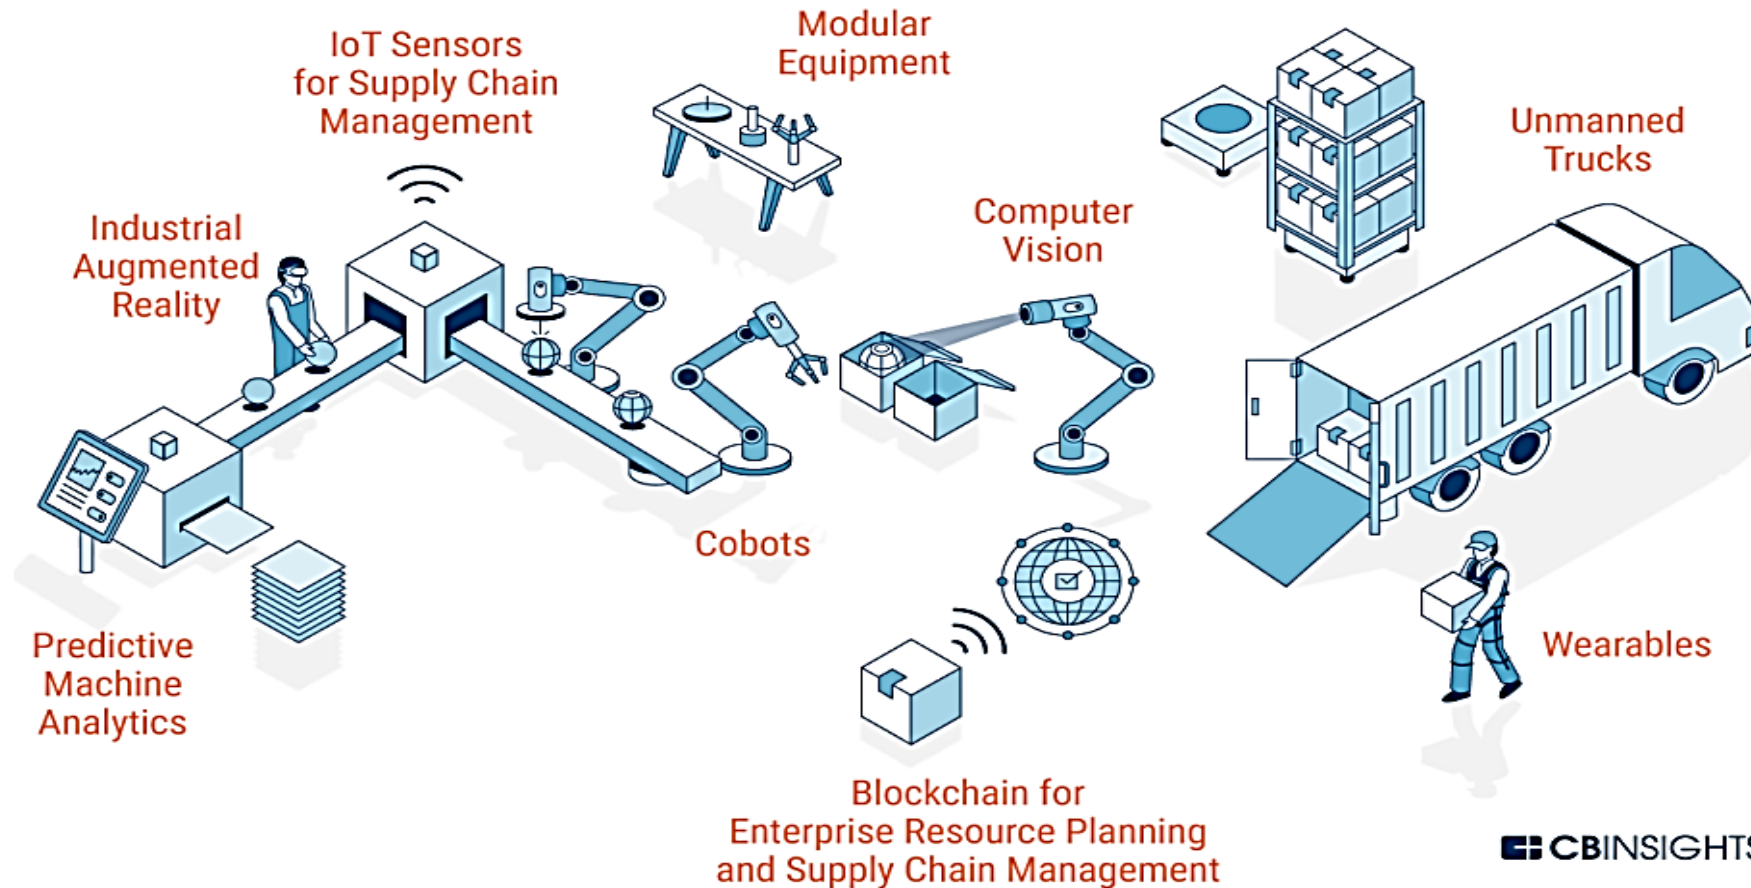 IoT Sensors
for Supply Chain
Management
Modular
Equipment
Unmanned
Trucks
Industrial
Augmented
Reality
Computer
Vision
Cobots
Predictive
Machine
Analytics
Wearables
Blockchain for
Enterprise Resource Planning
and Supply Chain Management
CBINSIGHTS